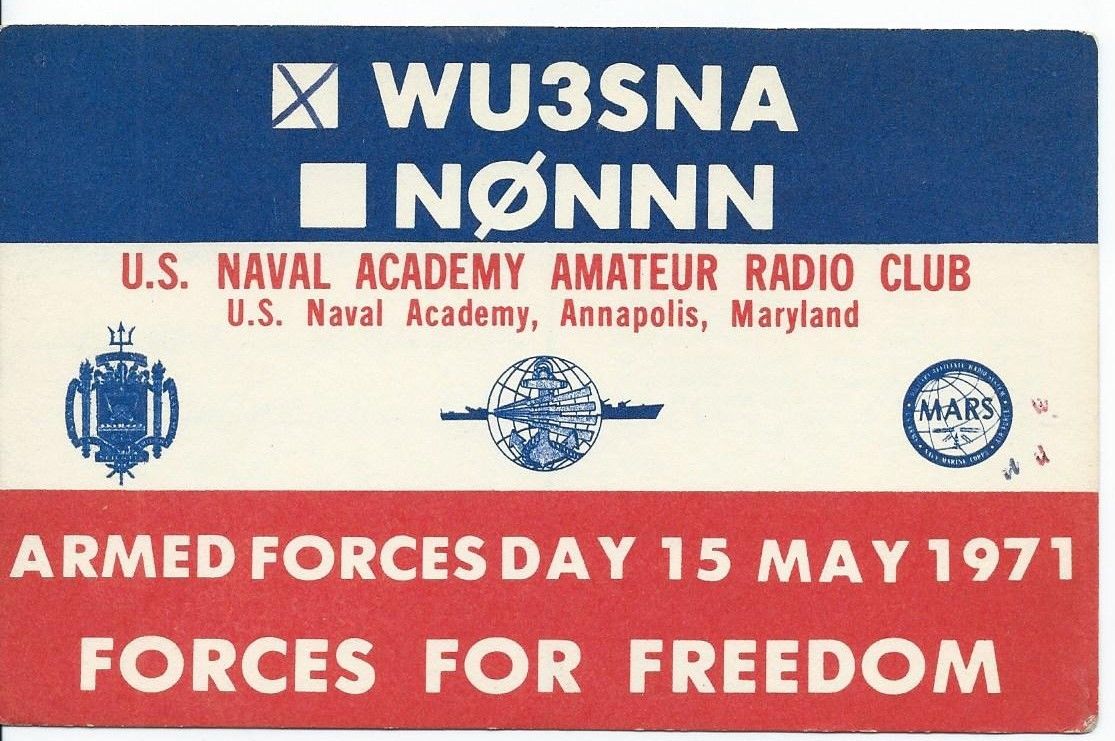 WU3SNA
NØNNN
U.S. NAVAL ACADEMY AMATEUR RADIO CLUB
U.S. Naval Academy, Annapolis, Maryland
MARS
ARMED FORCES DAY 15 MAY 1971
FORCES FOR FREEDOM